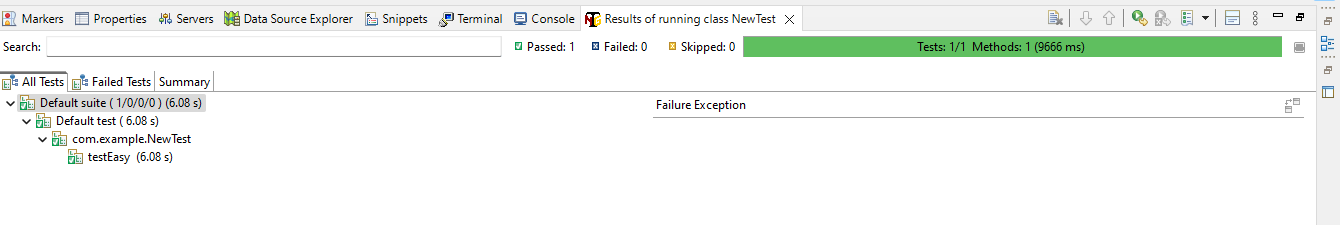 Markers Properties Servers Data Source Explorer Snippets Terminal Console Results of running class NewTest
Search: Passed: 1 Failed: 0 Skipped: 0 Tests: 1/1 Methods: 1 (9666 ms)
All Tests Failed Tests Summary
Default suite ( 1/0/0/0 ) (6.08 s) Failure Exception
Default test ( 6.08 s)
com.example.NewTest
testEasy (6.08 s)